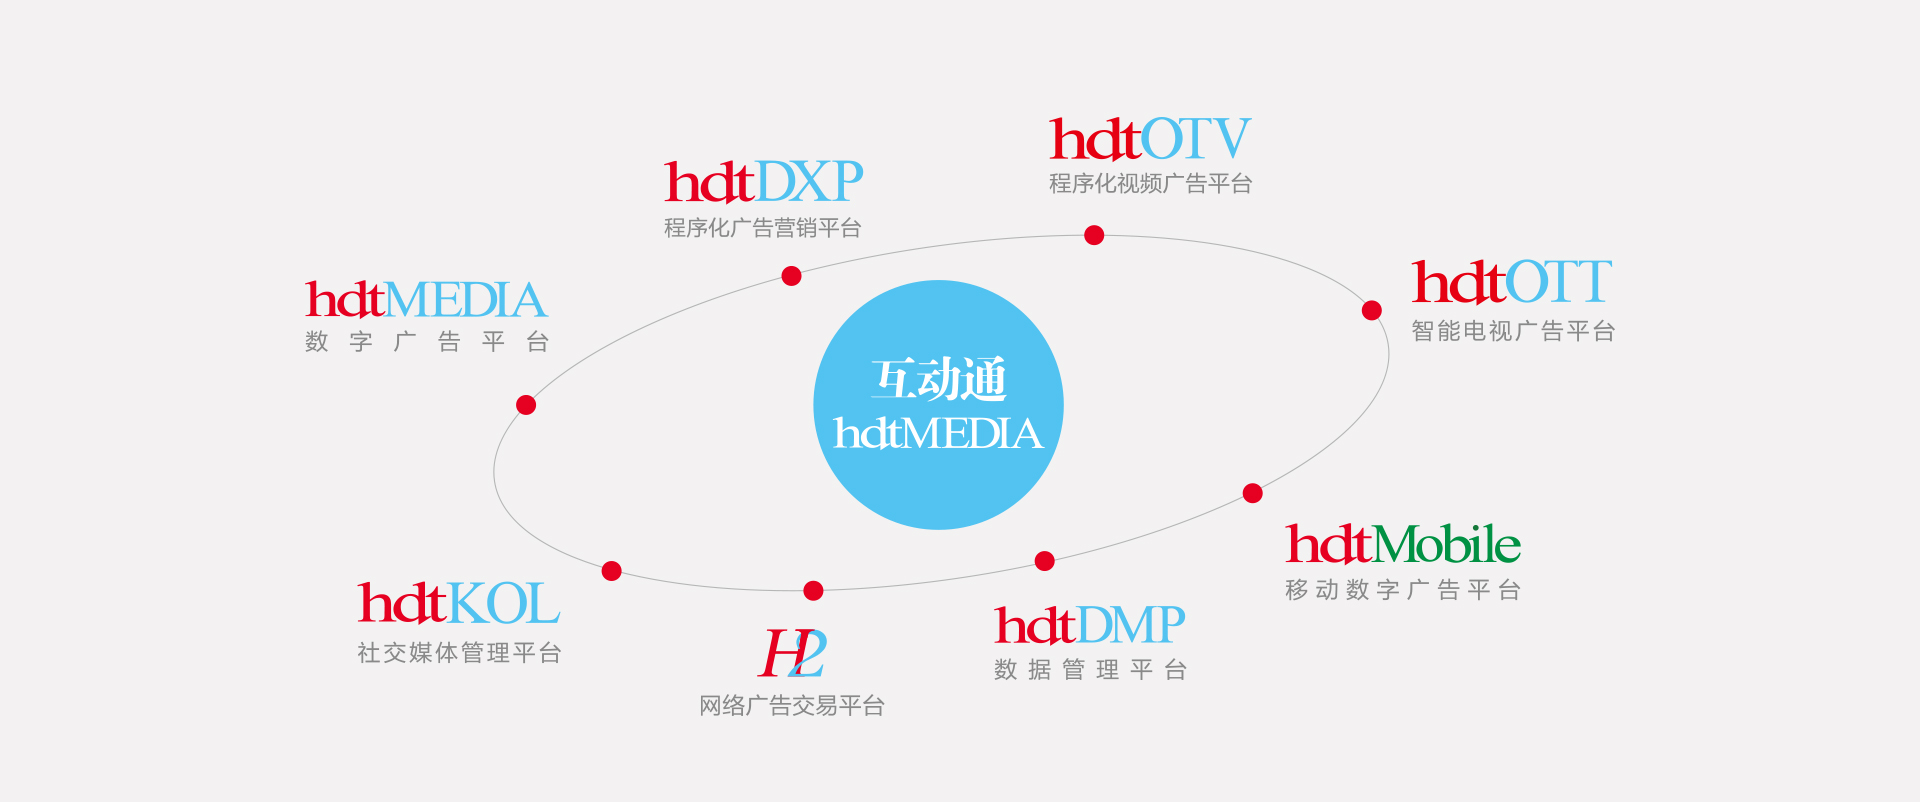 hdtOTV
程序化视频广告平台
hdtDXP
程序化广告营销平台
hdtOTT
智能电视广告平台
hdtMEDIA
数字广告平台
互动通
hdtMEDIA
hdtMobile
移动数字广告平台
hdtKOL
社交媒体管理平台
hdtDMP
数据管理平台
H2
网络广告交易平台